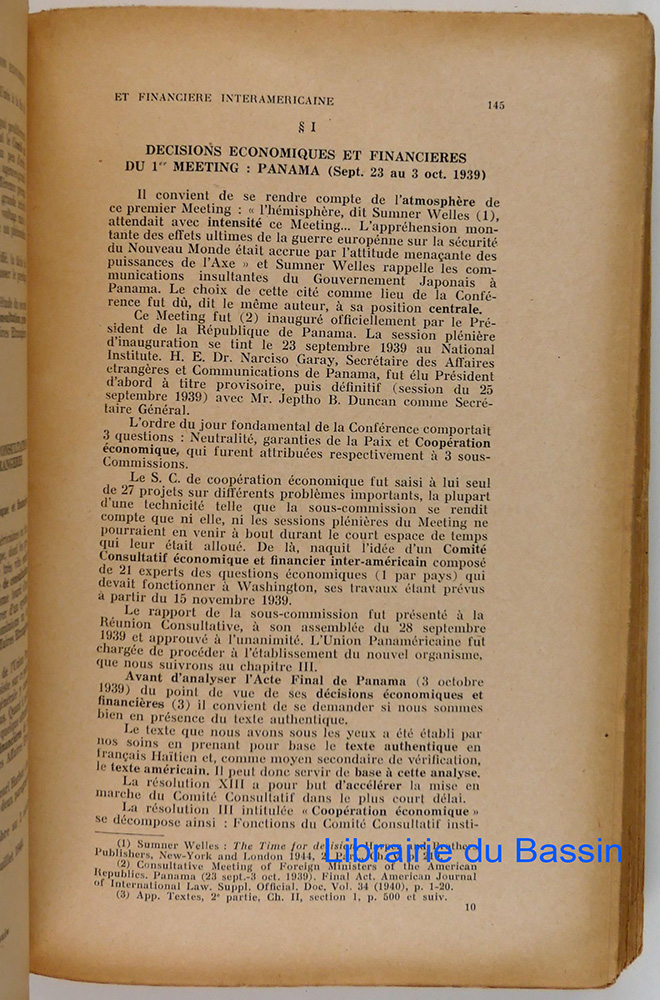 ET FINANCIERE INTERAMERICAINE
145
§ I
DECISIONS ECONOMIQUES ET FINANCIERES
DU 1er MEETING : PANAMA (Sept. 23 au 3 oct. 1939)
Il convient de se rendre compte de l'atmosphère de
ce premier Meeting : « l'hémisphère, dit Sumner Welles (1),
attendait avec intensité ce Meeting... L'appréhension mon-
tante des effets ultimes de la guerre europénne sur la sécurité
du Nouveau Monde était accrue par l'attitude menaçante des
puissances de l'Axe » et Sumner Welles rappelle les com-
munications insultantes du Gouvernement Japonais à
Panama. Le choix de cette cité comme lieu de la Confé-
rence fut dû, dit le même auteur, à sa position centrale.
Ce Meeting fut (2) inauguré officiellement par le Pré-
sident de la République de Panama. La session plénière
d'inauguration se tint le 23 septembre 1939 au National
Institute. H. E. Dr. Narciso Garay, Secrétaire des Affaires
etrangères et Communications de Panama, fut élu Président
d'abord à titre provisoire, puis définitif (session du 25
septembre 1939) avec Mr. Jeptho B. Duncan comme Secré-
taire Général.
L'ordre du jour fondamental de la Conférence comportait
3 questions : Neutralité, garanties de la Paix et Coopération
économique, qui furent attribuées respectivement à 3 sous-
Commissions.
Le S. C. de coopération économique fut saisi à lui seul
de 27 projets sur différents problèmes importants, la plupart
d'une technicité telle que la sous-commission se rendit
compte que ni elle, ni les sessions plénières du Meeting ne
pourraient en venir à bout durant le court espace de temps
qui leur était alloué. De là, naquit l'idée d'un Comité
Consultatif économique et financier inter-américain composé
de 21 experts des questions économiques (1 par pays) qui
devait fonctionner à Washington, ses travaux étant prévus
à partir du 15 novembre 1939.
Le rapport de la sous-commission fut présenté à la
Réunion Consultative, à son assemblée du 28 septembre
1939 et approuvé à l'unanimité. L'Union Panaméricaine fut
chargée de procéder à l'établissement du nouvel organisme,
que nous suivrons au chapitre III.
Avant d'analyser l'Acte Final de Panama (3 octobre
1939) du point de vue de ses décisions économiques et
financières (3) il convient de se demander si nous sommes
bien en présence du texte authentique.
Le texte que nous avons sous les yeux a été établi par
nos soins en prenant pour base le texte authentique en
français Haïtien et, comme moyen secondaire de vérification,
le texte américain. Il peut donc servir de base à cette analyse.
La résolution XIII a pour but d'accélérer la mise en
marche du Comité Consultatif dans le plus court délai.
La résolution III intitulée « Coopération économique »
se décompose ainsi : Fonctions du Comité Consultatif insti-
(1) Sumner Welles : The Time for decision
Publishers, New-York and London 1944,
(2) Consultative Meeting of Foreign Ministers of the American
Republics. Panama (23 sept.-3 oct. 1939). Final Act. American Journal
of International Law. Suppl. Official. Doc. Vol. 34 (1940), p. 1-20.
(3) App. Textes, 2e partie, Ch. II, section 1, p. 500 et suiv.
10
Librairie du Bassin